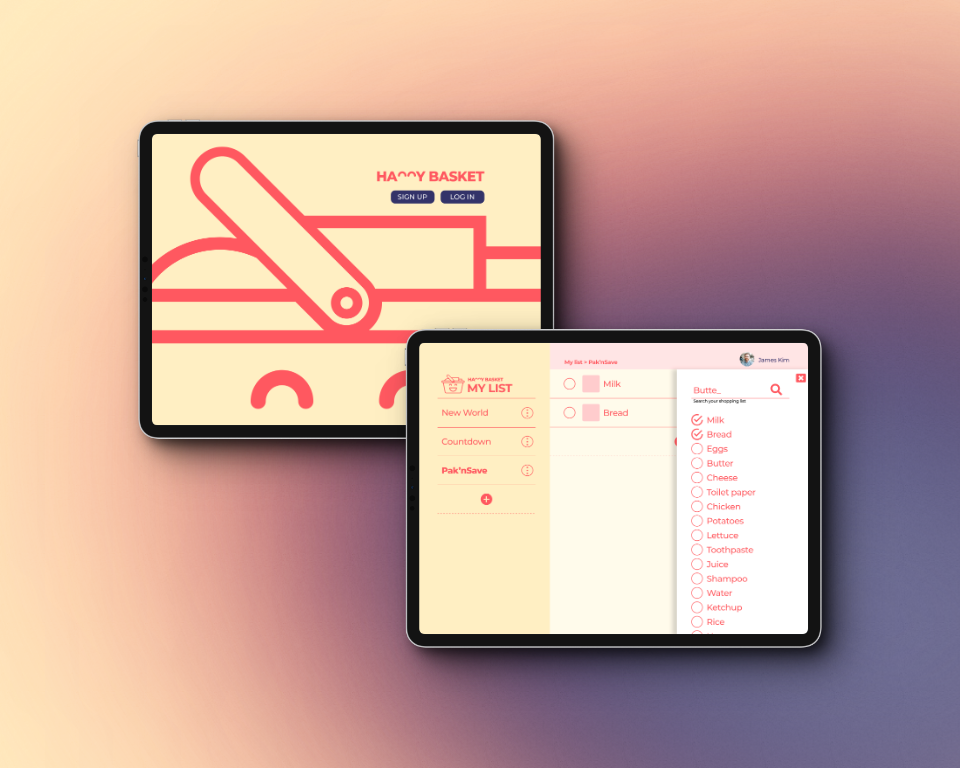 HA⌒⌒Y BASKET
SIGN UP
LOG IN
HA⌒⌒Y BASKET
MY LIST
New World
Countdown
Pak'nSave
My list > Pak'nSave
James Kim
Milk
Bread
Butte_
Search your shopping list
Milk
Bread
Eggs
Butter
Cheese
Toilet paper
Chicken
Potatoes
Lettuce
Toothpaste
Juice
Shampoo
Water
Ketchup
Rice